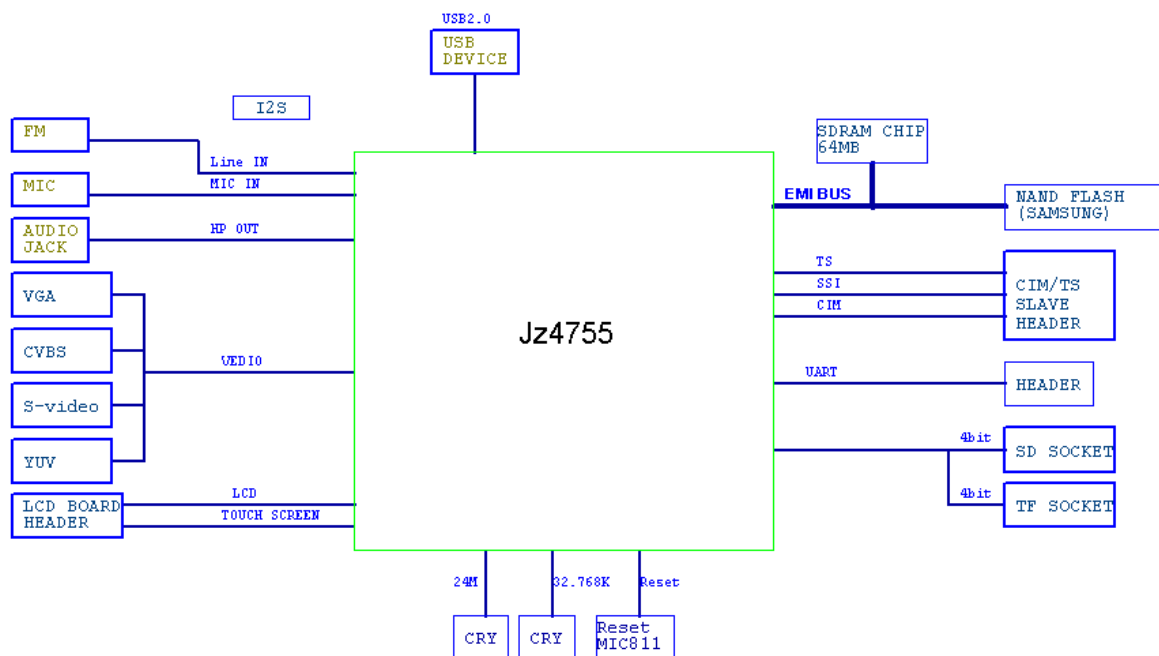 USB2.0
USB
DEVICE
I2S
FM
Line IN
MIC
MIC IN
AUDIO
JACK
HP OUT
VGA
CVBS
VEDIO
S-video
YUV
LCD BOARD
HEADER
LCD
TOUCH SCREEN
Jz4755
SDRAM CHIP
64MB
EMI BUS
NAND FLASH
(SAMSUNG)
TS
SSI
CIM
CIM/TS
SLAVE
HEADER
UART
HEADER
4bit
SD SOCKET
4bit
TF SOCKET
24M
32.768K
Reset
CRY
CRY
Reset
MIC811